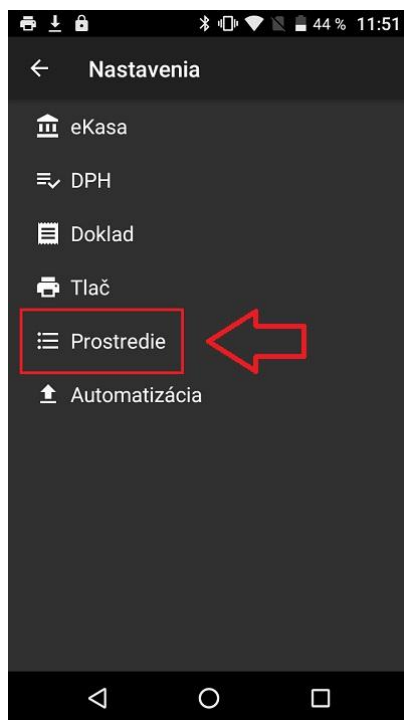 44 % 11:51
Nastavenia
eKasa
DPH
Doklad
Tlač
Prostredie
Automatizácia